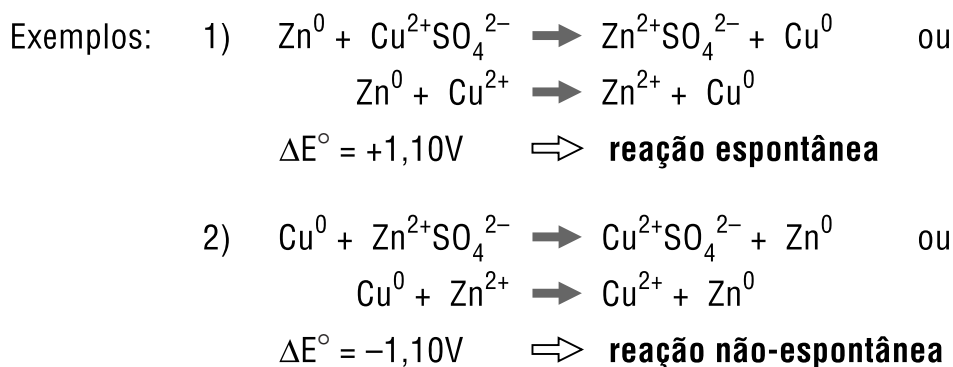 Exemplos: 1) Zn⁰ + Cu²⁺SO₄²⁻ ➡ Zn²⁺SO₄²⁻ + Cu⁰ ou
Zn⁰ + Cu²⁺ ➡ Zn²⁺ + Cu⁰
ΔE° = +1,10V ⇨ reação espontânea
2) Cu⁰ + Zn²⁺SO₄²⁻ ➡ Cu²⁺SO₄²⁻ + Zn⁰ ou
Cu⁰ + Zn²⁺ ➡ Cu²⁺ + Zn⁰
ΔE° = –1,10V ⇨ reação não-espontânea